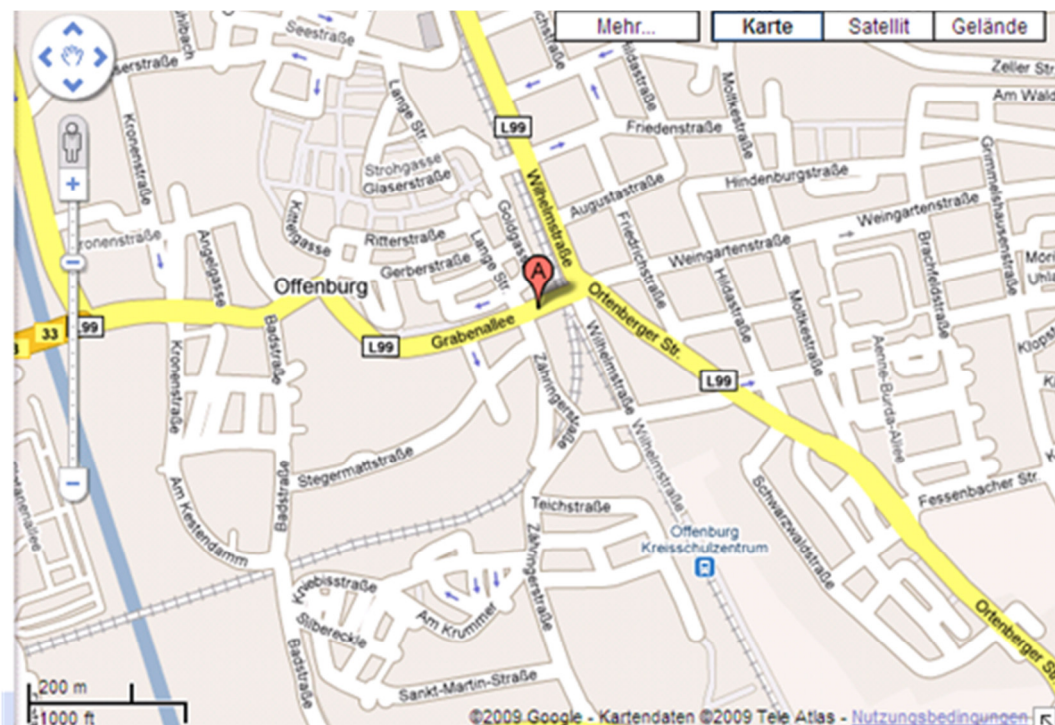 Mehr...
Karte
Satellit
Gelände
Seestraße
Zeller Str.
Am Wald
Kronenstraße
Lange Str.
Hildastraße
Moltkestraße
L99
Friedenstraße
Grimmelshausenstraße
Strohgasse
Glaserstraße
Wilhelmstraße
Hindenburgstraße
Augustastraße
Weingartenstraße
Kittelgasse
Goldgasse
Friedrichstraße
Angelgasse
Ritterstraße
Lange Str.
Weingartenstraße
Brachfeldstraße
Gerberstraße
A
Hildastraße
Moltkestraße
Offenburg
Ortenberger Str.
33
L99
Grabenallee
L99
Kronenstraße
Badstraße
Zähringerstraße
Wilhelmstraße
Aenne-Burda-Allee
L99
Wilhelmstraße
Stegermattstraße
Badstraße
Am Kestendamm
Schwarzwaldstraße
Fessenbacher Str.
Teichstraße
Offenburg
Kreisschulzentrum
Zähringerstraße
Kniebisstraße
Am Krummer
Silbereckle
Badstraße
Ortenberger Str.
Sankt-Martin-Straße
200 m
1000 ft
©2009 Google - Kartendaten ©2009 Tele Atlas - Nutzungsbedingungen